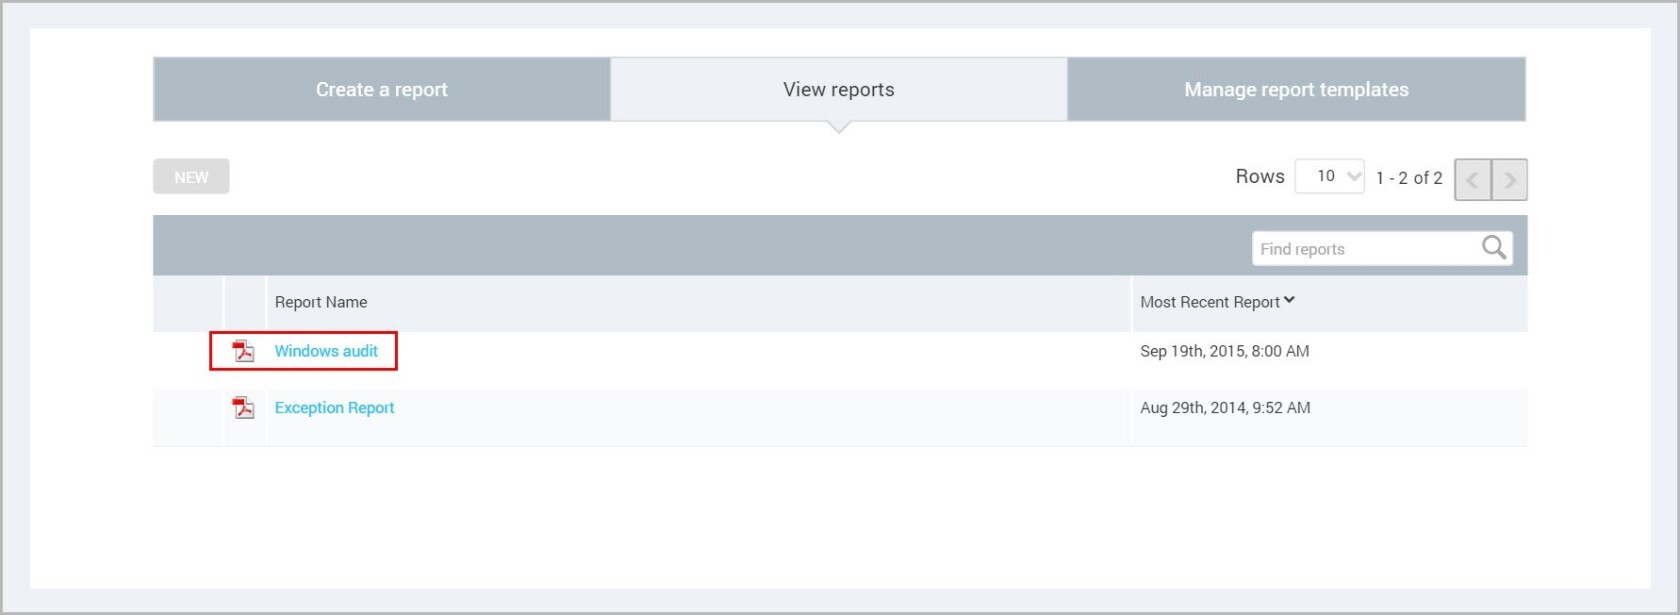 Create a report View reports Manage report templates
NEW Rows 10 1 - 2 of 2
Find reports
Report Name Most Recent Report
Windows audit Sep 19th, 2015, 8:00 AM
Exception Report Aug 29th, 2014, 9:52 AM